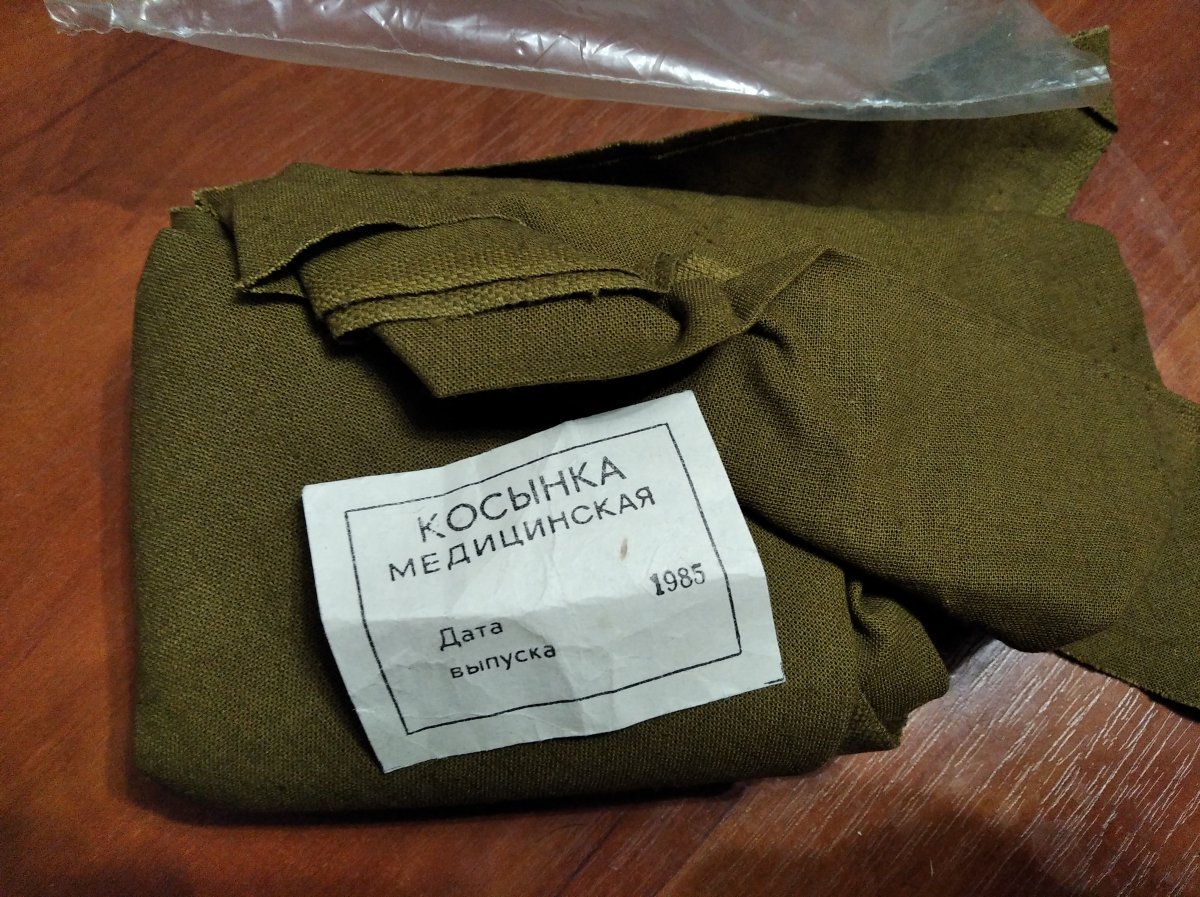 КОСЫНКА
МЕДИЦИНСКАЯ
1985
Дата
выпуска